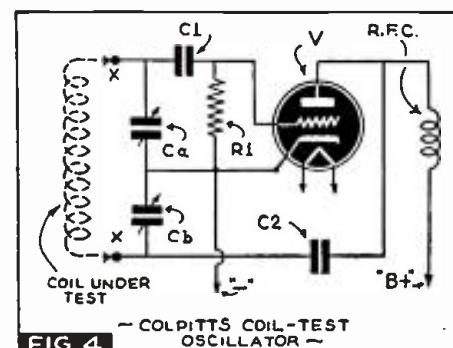 C1
V
R.F.C.
X
Ca
R1
Cb
X
C2
COIL UNDER
TEST
"-"
"B+"
FIG. 4
~ COLPITTS COIL-TEST
OSCILLATOR ~